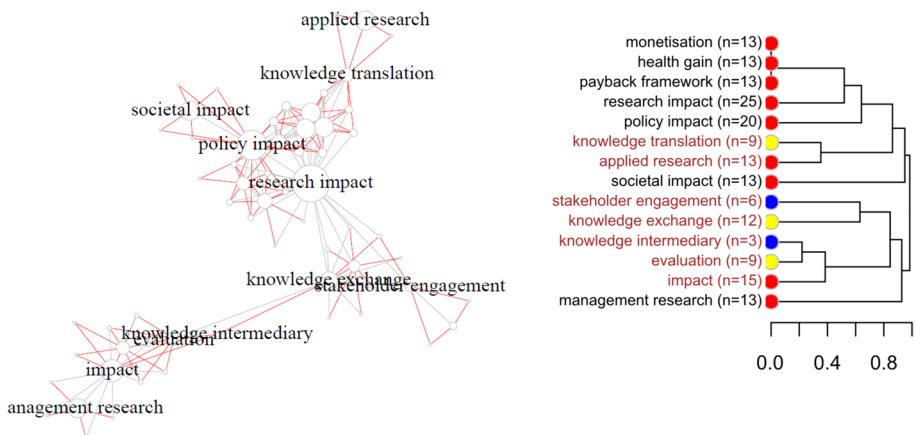 applied research
knowledge translation
societal impact
policy impact
research impact
knowledge exchange
stakeholder engagement
knowledge intermediary
evaluation
impact
anagement research
monetisation (n=13)
health gain (n=13)
payback framework (n=13)
research impact (n=25)
policy impact (n=20)
knowledge translation (n=9)
applied research (n=13)
societal impact (n=13)
stakeholder engagement (n=6)
knowledge exchange (n=12)
knowledge intermediary (n=3)
evaluation (n=9)
impact (n=15)
management research (n=13)
0.0 0.4 0.8